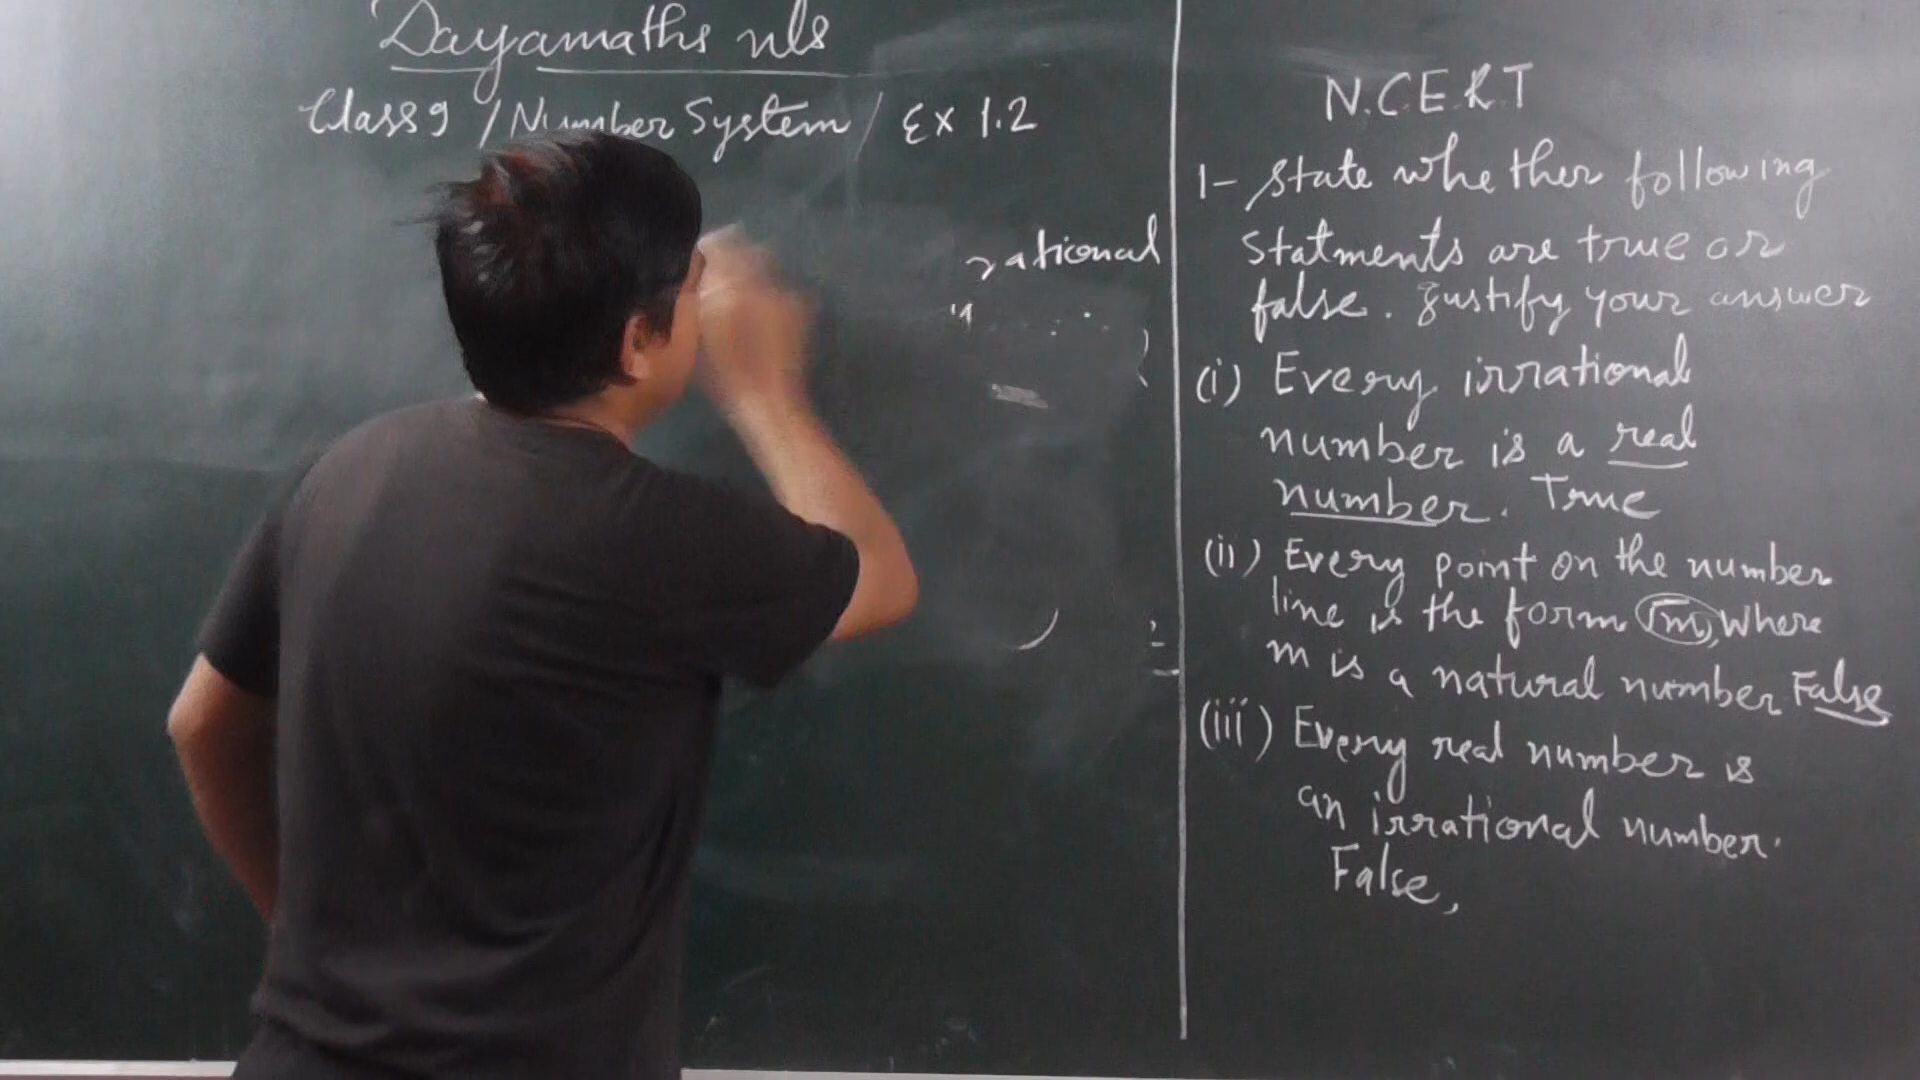 Dayamaths nls
Class 9 / Number System / Ex 1.2
rational
N.C.E.R.T
1- State whether following
Statments are true or
false. Justify your answer
(i) Every irrational
number is a real
number. True
(ii) Every point on the number
line is the form √m, where
m is a natural number False
(iii) Every real number is
an irrational number.
False,